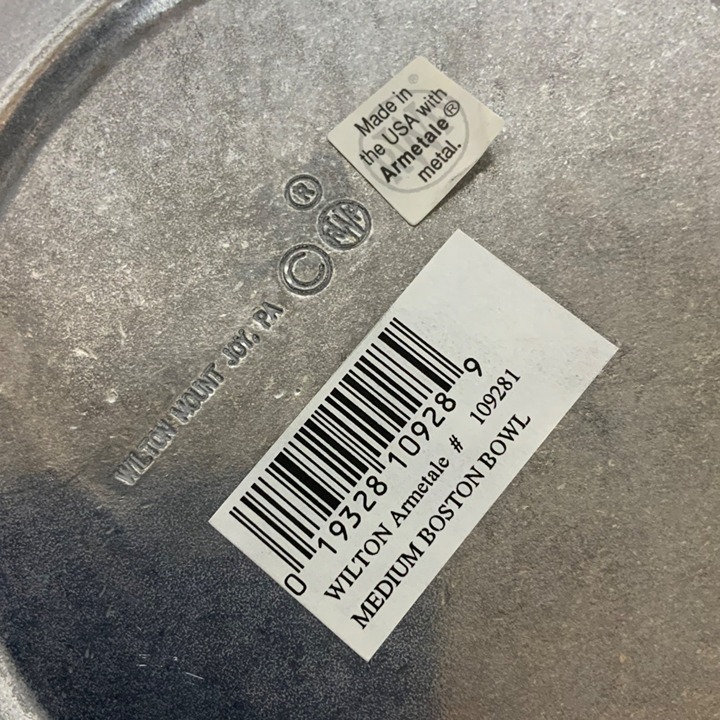 Made in
the USA with
Armetale®
metal.
®
©
WILTON MOUNT JOY, PA
0 19328 10928 9
WILTON Armetale # 109281
MEDIUM BOSTON BOWL